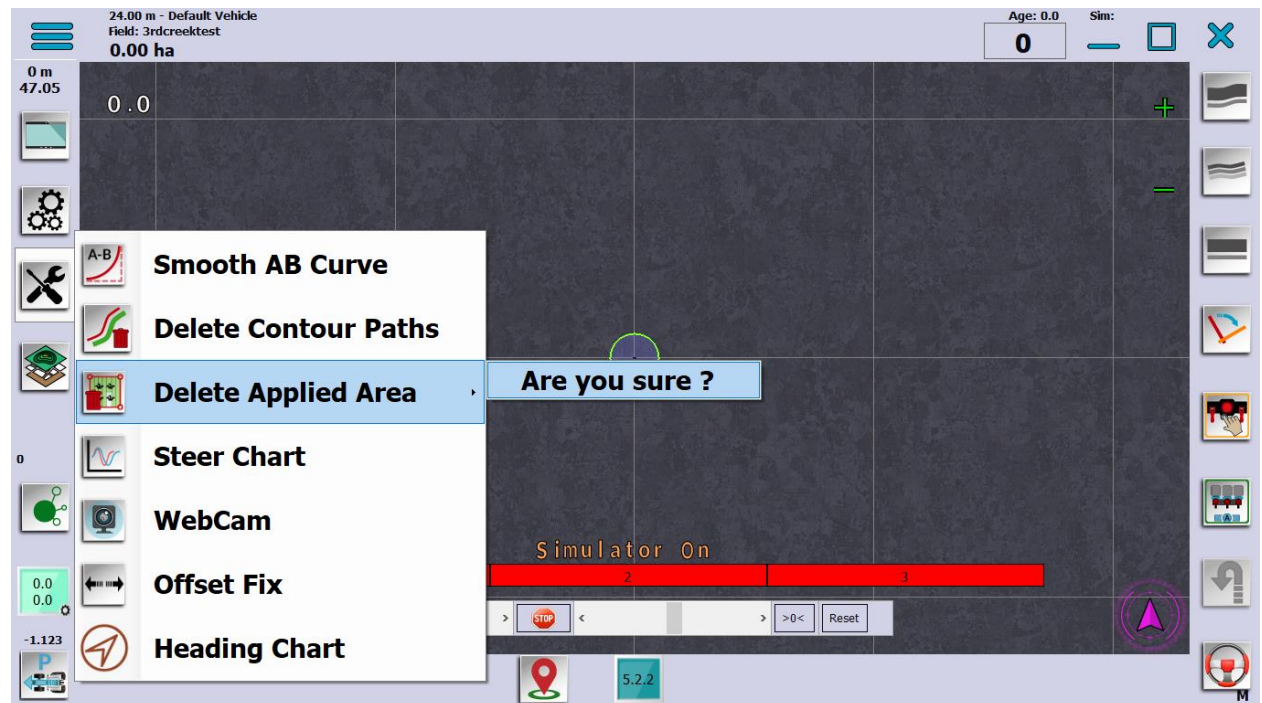 24.00 m - Default Vehicle
Field: 3rdcreektest
0.00 ha
Age: 0.0
0
Sim:
0 m
47.05
0.0
A-B
Smooth AB Curve
Delete Contour Paths
Delete Applied Area
Are you sure ?
Steer Chart
WebCam
Offset Fix
Heading Chart
0
0.0
0.0
-1.123
P
Simulator On
2
3
> STOP <
> >0< Reset
5.2.2
A
M